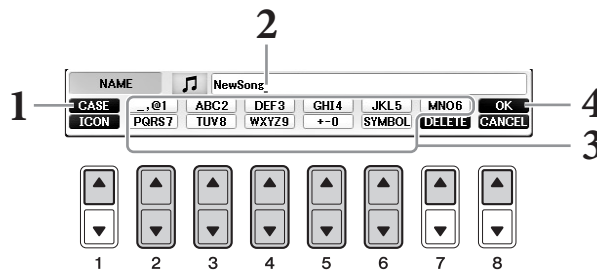 2
NAME NewSong
1 CASE _,@1 ABC2 DEF3 GHI4 JKL5 MNO6 OK 4
ICON PQRS7 TUV8 WXYZ9 +-0 SYMBOL DELETE CANCEL
3
1 2 3 4 5 6 7 8